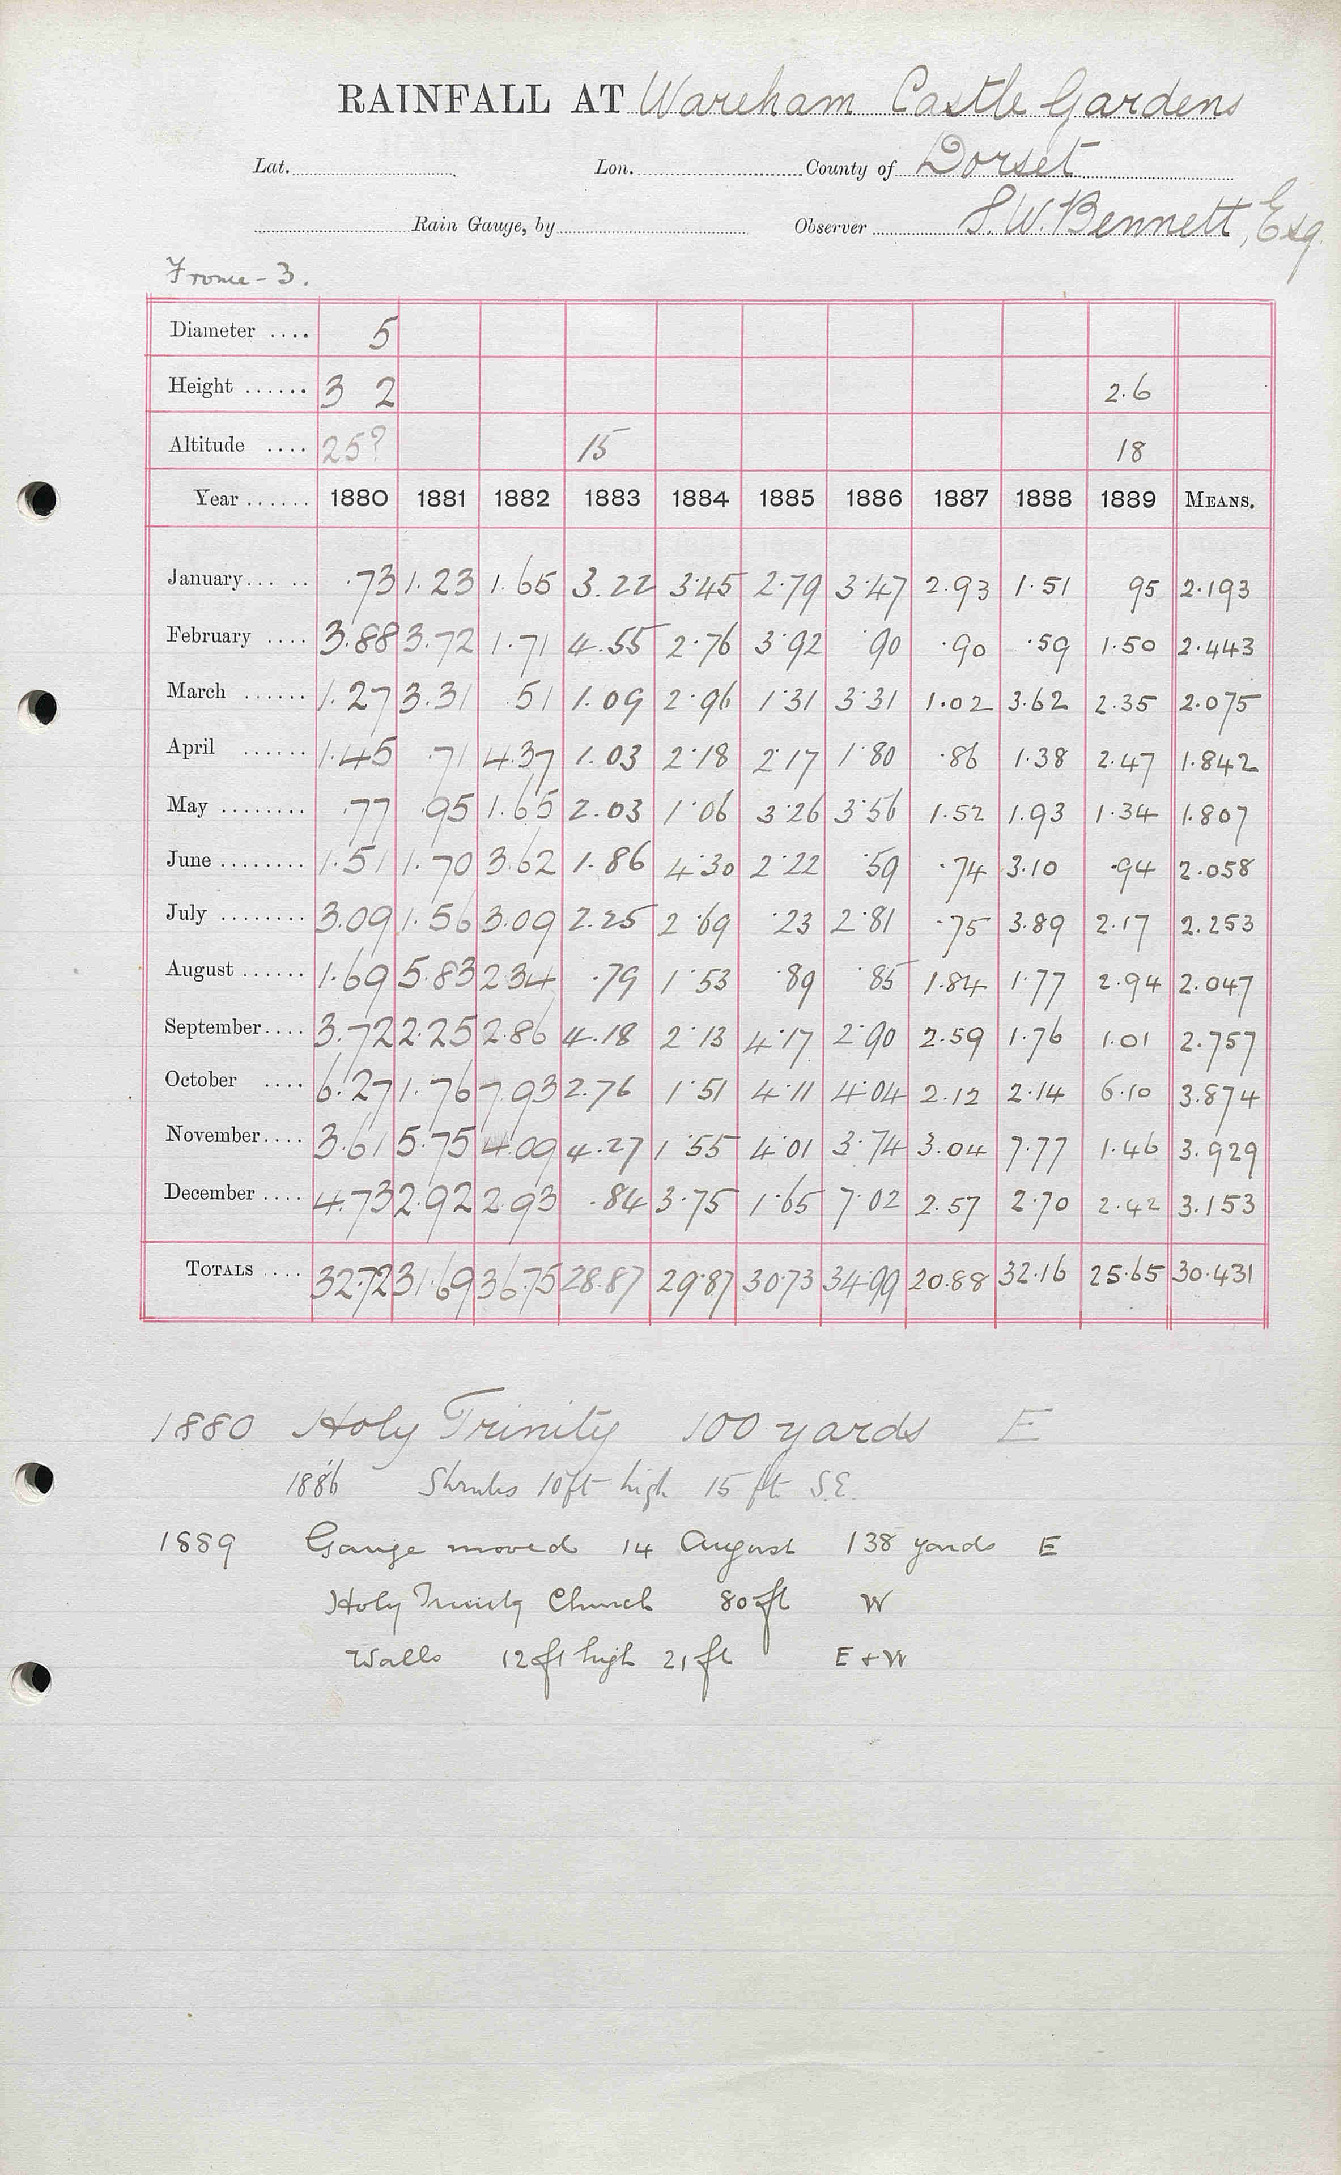 RAINFALL AT Wareham Castle Gardens
Lat. Lon. County of Dorset
Rain Gauge, by Observer S.W. Bennett, Esq.
Frome - 3.
Diameter .... 5
Height ...... 3 2 2.6
Altitude .... 25? 15 18
Year ...... 1880 1881 1882 1883 1884 1885 1886 1887 1888 1889 MEANS.
January... .. .73 1.23 1.65 3.22 3.45 2.79 3.47 2.93 1.51 95 2.193
February .... 3.88 3.72 1.71 4.55 2.76 3.92 .90 .90 .59 1.50 2.443
March ...... 1.27 3.31 .51 1.09 2.96 1.31 3.31 1.02 3.62 2.35 2.075
April ...... 1.45 .71 4.37 1.03 2.18 2.17 1.80 .86 1.38 2.47 1.842
May ........ .77 .95 1.65 2.03 1.06 3.26 3.56 1.52 1.93 1.34 1.807
June ........ 1.51 1.70 3.62 1.86 4.30 2.22 .59 .74 3.10 .94 2.058
July ........ 3.09 1.56 3.09 2.25 2.69 .23 2.81 .75 3.89 2.17 2.253
August ...... 1.69 5.83 2.34 .79 1.53 .89 .85 1.84 1.77 2.94 2.047
September.... 3.72 2.25 2.86 4.18 2.13 4.17 2.90 2.59 1.76 1.01 2.757
October .... 6.27 1.76 7.93 2.76 1.51 4.11 4.04 2.12 2.14 6.10 3.874
November.... 3.61 5.75 4.09 4.27 1.55 4.01 3.74 3.04 7.77 1.46 3.929
December .... 4.73 2.92 2.93 .84 3.75 1.65 7.02 2.57 2.70 2.42 3.153
TOTALS .... 32.72 31.69 36.75 28.87 29.87 30.73 34.99 20.88 32.16 25.65 30.431
1880 Holy Trinity 100 yards E
1886 Shrubs 10ft high 15 ft S.E.
1889 Gauge moved 14 August 138 yards E
Holy Trinity Church 80ft W
Walls 12ft high 21ft E + W